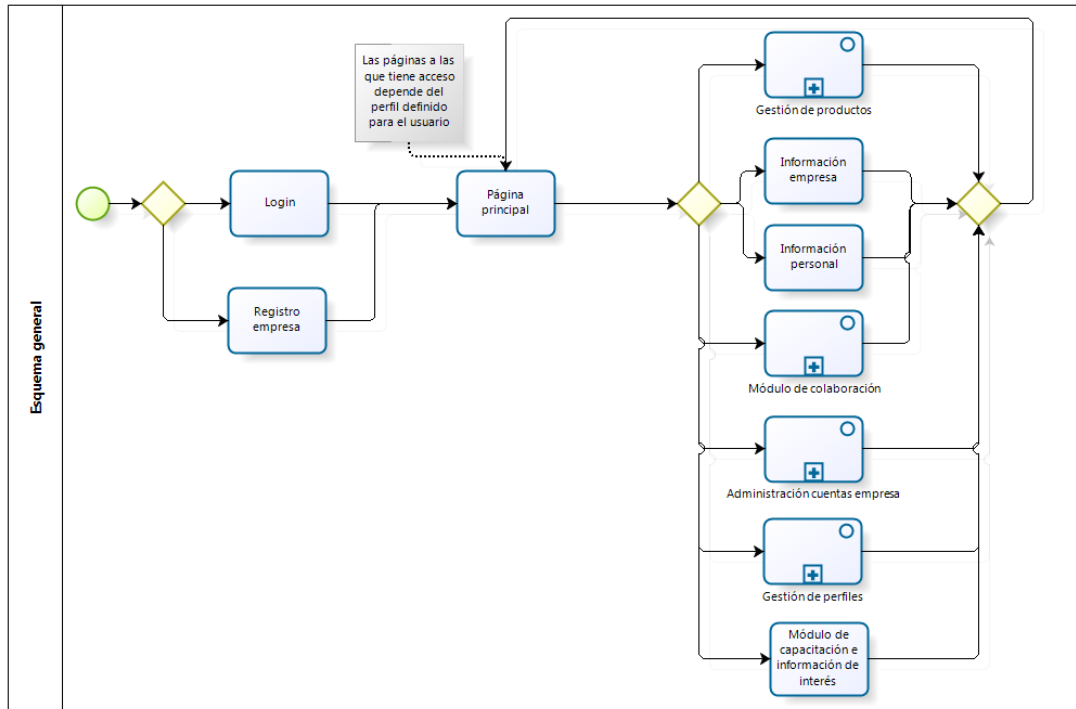 Esquema general
Las páginas a las
que tiene acceso
depende del
perfil definido
para el usuario
Login
Registro
empresa
Página
principal
Gestión de productos
Información
empresa
Información
personal
Módulo de colaboración
Administración cuentas empresa
Gestión de perfiles
Módulo de
capacitación e
información de
interés